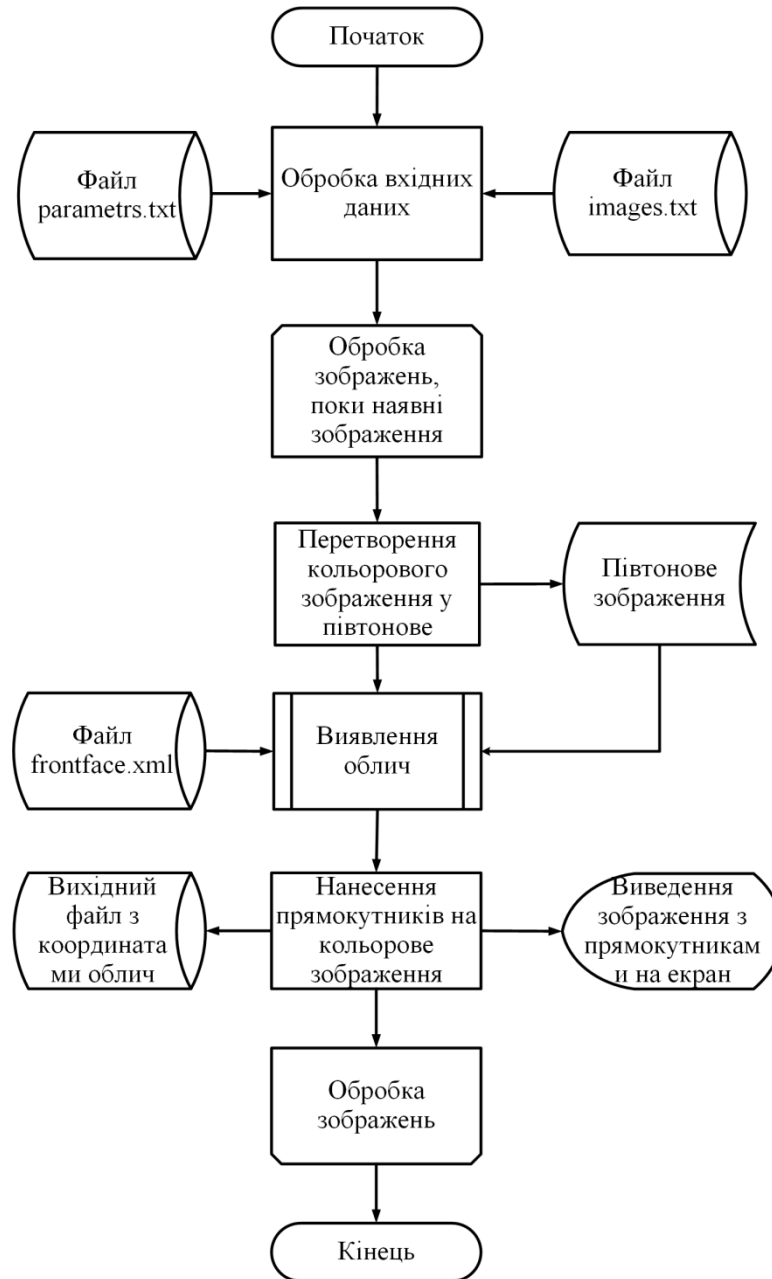 Початок
Файл
parametrs.txt
Обробка вхідних
даних
Файл
images.txt
Обробка
зображень,
поки наявні
зображення
Перетворення
кольорового
зображення у
півтонове
Півтонове
зображення
Файл
frontface.xml
Виявлення
облич
Вихідний
файл з
координата
ми облич
Нанесення
прямокутників на
кольорове
зображення
Виведення
зображення з
прямокутникам
и на екран
Обробка
зображень
Кінець